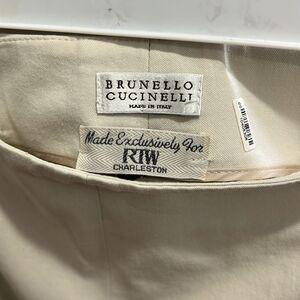 BRUNELLO
CUCINELLI
MADE IN ITALY
Made Exclusively For
RTW
CHARLESTON